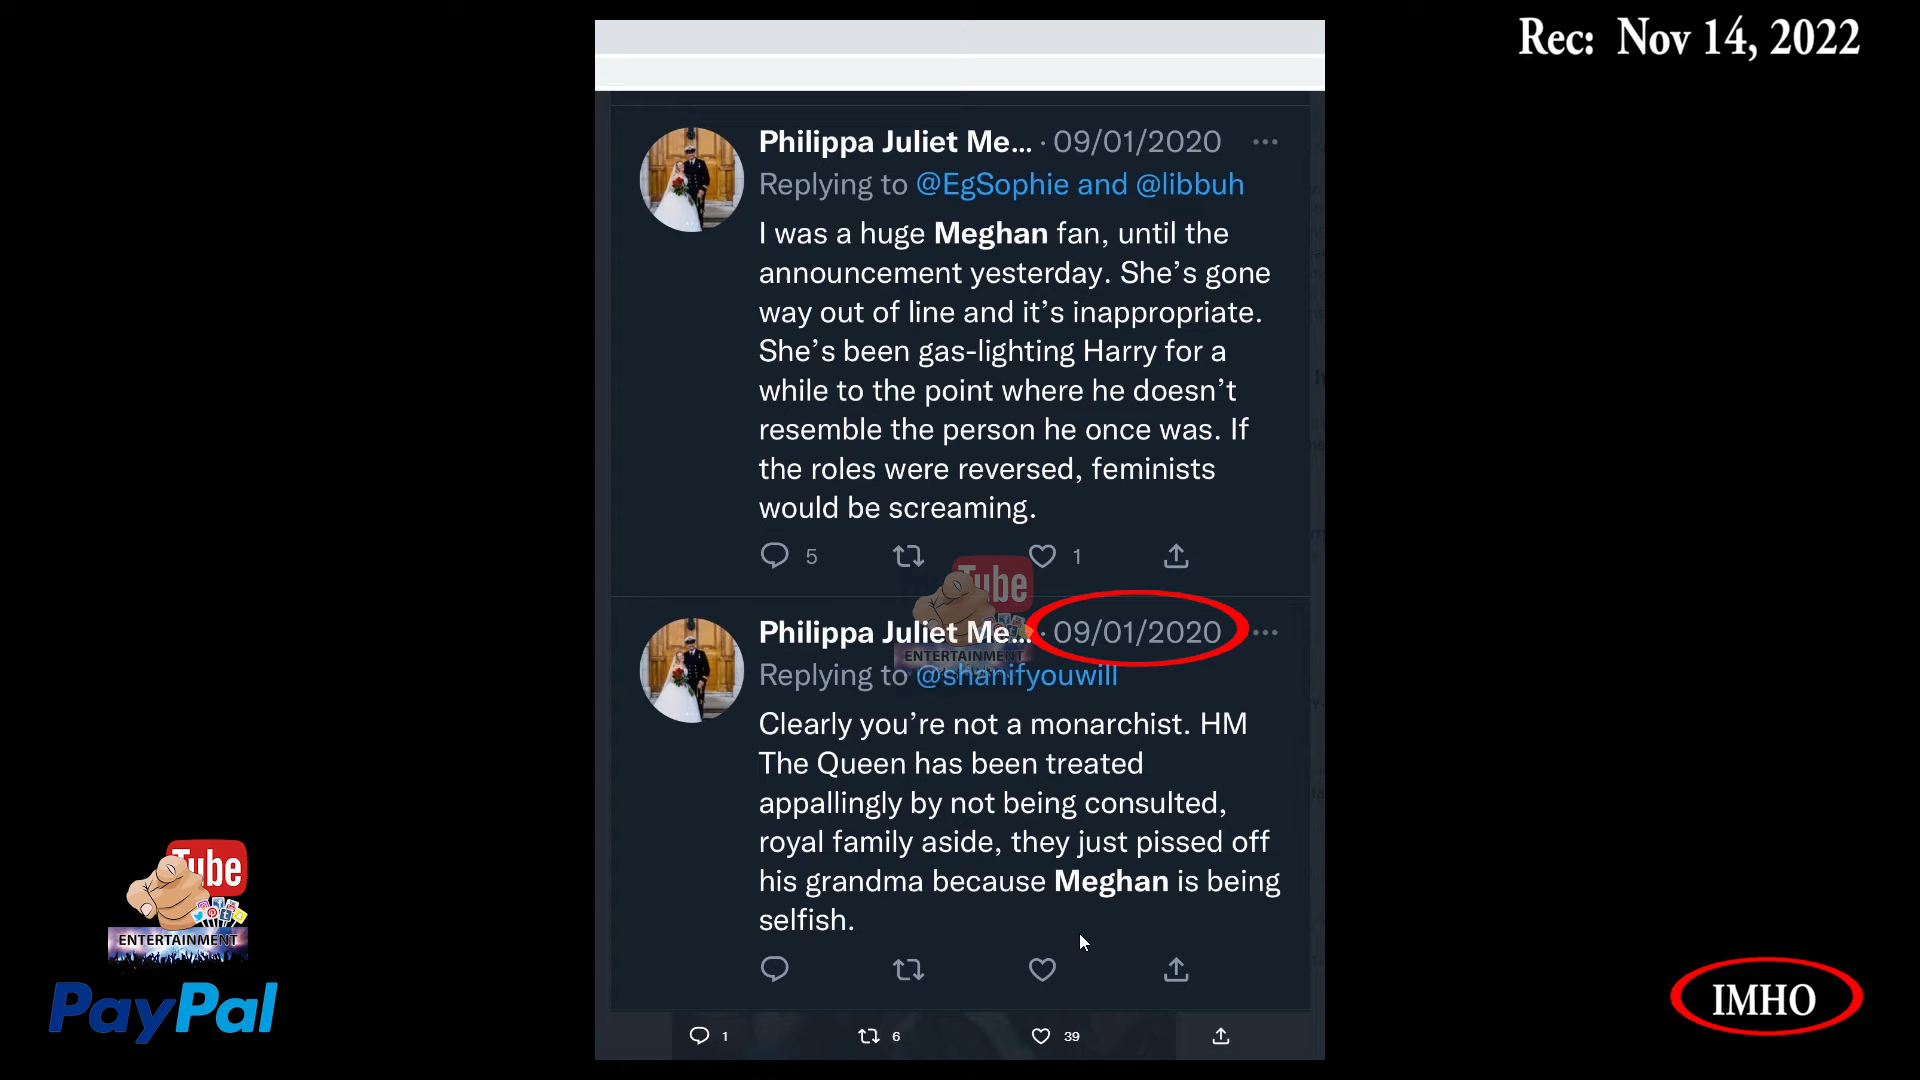 Rec: Nov 14, 2022
Philippa Juliet Me... · 09/01/2020 ···
Replying to @EgSophie and @libbuh
I was a huge Meghan fan, until the
announcement yesterday. She’s gone
way out of line and it’s inappropriate.
She’s been gas-lighting Harry for a
while to the point where he doesn’t
resemble the person he once was. If
the roles were reversed, feminists
would be screaming.
5 1
Tube
ENTERTAINMENT
Philippa Juliet Me... · 09/01/2020 ···
Replying to @shanifyouwill
Clearly you’re not a monarchist. HM
The Queen has been treated
appallingly by not being consulted,
royal family aside, they just pissed off
his grandma because Meghan is being
selfish.
1 6 39
Tube
ENTERTAINMENT
PayPal
IMHO